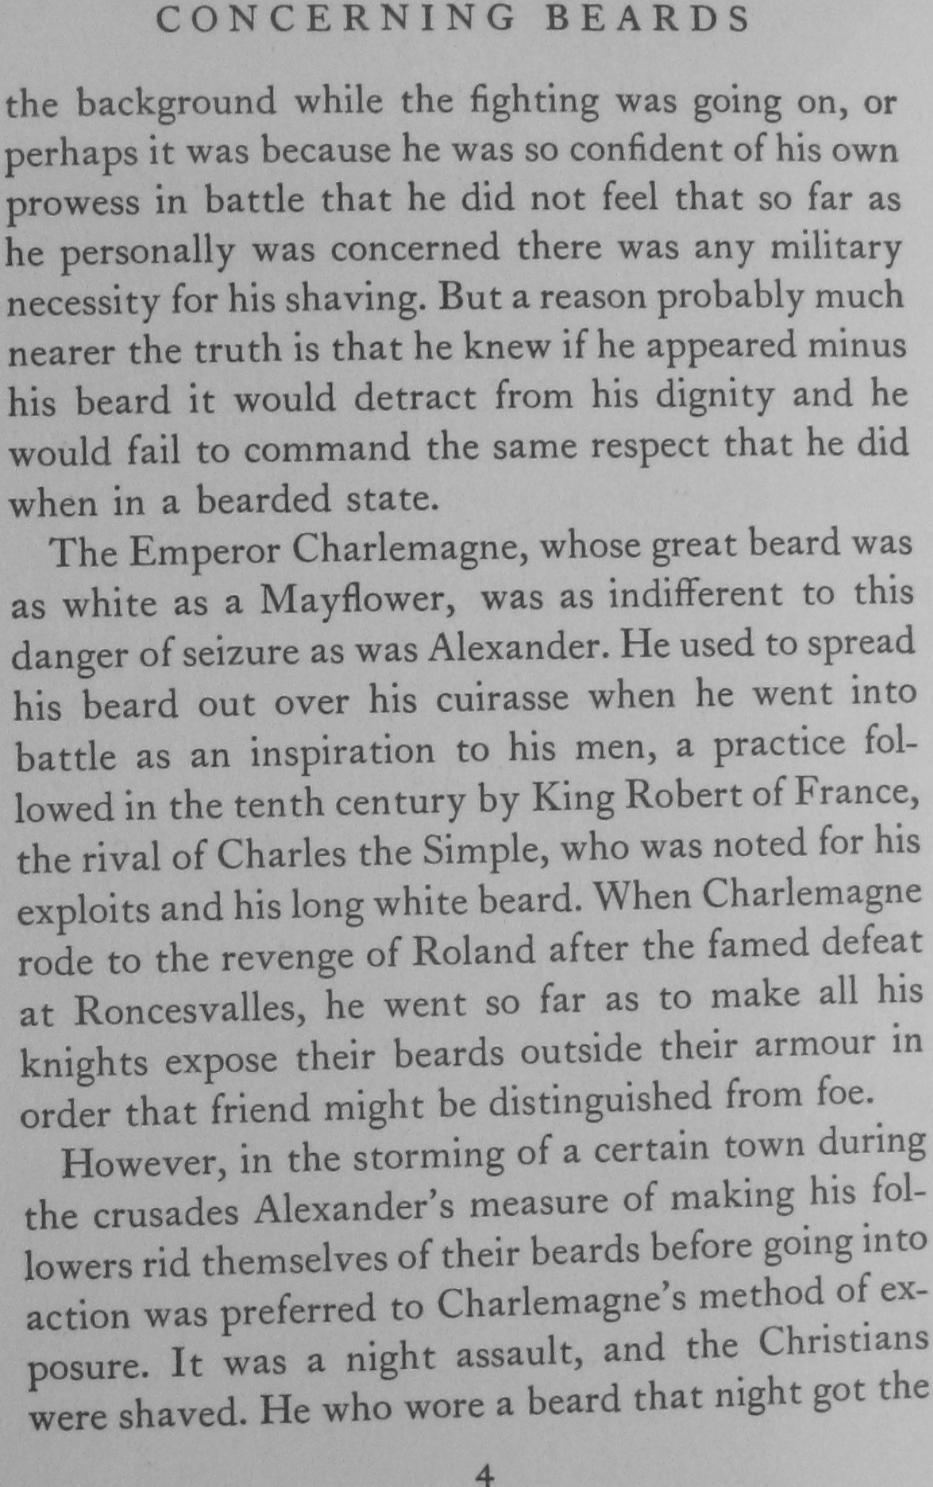 CONCERNING BEARDS
the background while the fighting was going on, or
perhaps it was because he was so confident of his own
prowess in battle that he did not feel that so far as
he personally was concerned there was any military
necessity for his shaving. But a reason probably much
nearer the truth is that he knew if he appeared minus
his beard it would detract from his dignity and he
would fail to command the same respect that he did
when in a bearded state.
The Emperor Charlemagne, whose great beard was
as white as a Mayflower, was as indifferent to this
danger of seizure as was Alexander. He used to spread
his beard out over his cuirasse when he went into
battle as an inspiration to his men, a practice fol-
lowed in the tenth century by King Robert of France,
the rival of Charles the Simple, who was noted for his
exploits and his long white beard. When Charlemagne
rode to the revenge of Roland after the famed defeat
at Roncesvalles, he went so far as to make all his
knights expose their beards outside their armour in
order that friend might be distinguished from foe.
However, in the storming of a certain town during
the crusades Alexander's measure of making his fol-
lowers rid themselves of their beards before going into
action was preferred to Charlemagne's method of ex-
posure. It was a night assault, and the Christians
were shaved. He who wore a beard that night got the
4